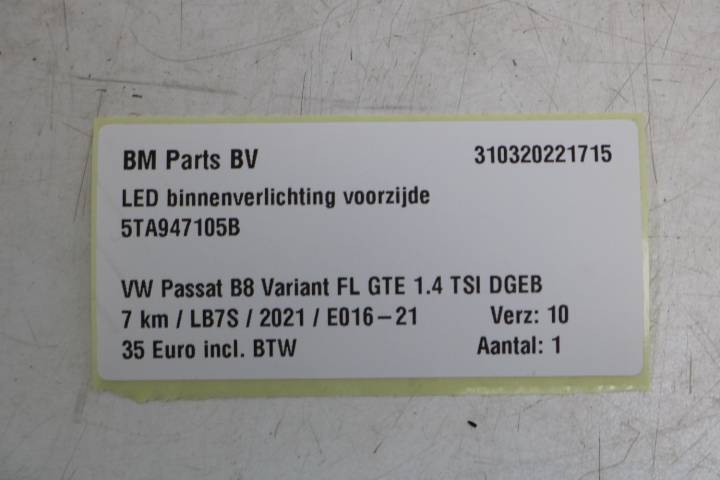 BM Parts BV 310320221715
LED binnenverlichting voorzijde
5TA947105B
VW Passat B8 Variant FL GTE 1.4 TSI DGEB
7 km / LB7S / 2021 / E016-21 Verz: 10
35 Euro incl. BTW Aantal: 1